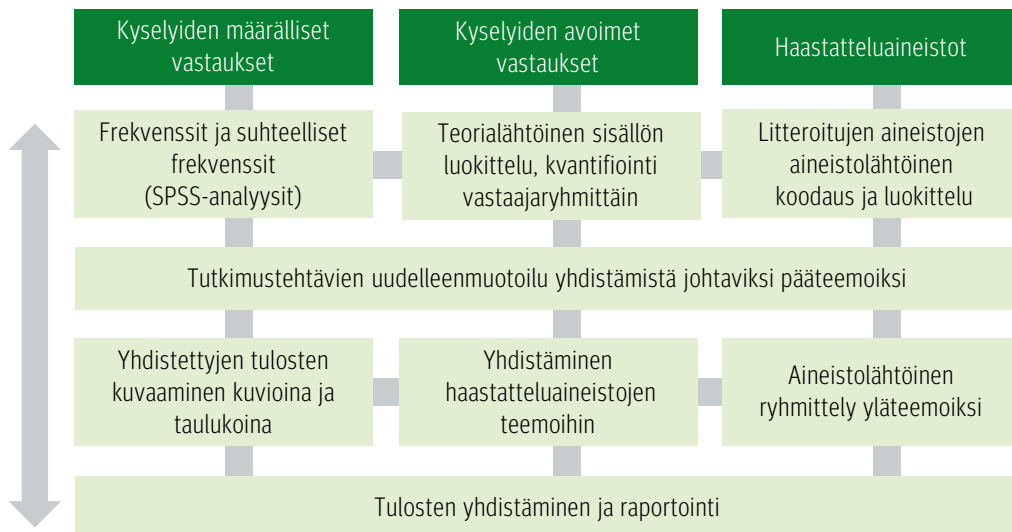 Kyselyiden määrälliset
vastaukset
Kyselyiden avoimet
vastaukset
Haastatteluaineistot
Frekvenssit ja suhteelliset
frekvenssit
(SPSS-analyysit)
Teorialähtöinen sisällön
luokittelu, kvantifiointi
vastaajaryhmittäin
Litteroitujen aineistojen
aineistolähtöinen
koodaus ja luokittelu
Tutkimustehtävien uudelleenmuotoilu yhdistämistä johtaviksi pääteemoiksi
Yhdistettyjen tulosten
kuvaaminen kuvioina ja
taulukoina
Yhdistäminen
haastatteluaineistojen
teemoihin
Aineistolähtöinen
ryhmittely yläteemoiksi
Tulosten yhdistäminen ja raportointi